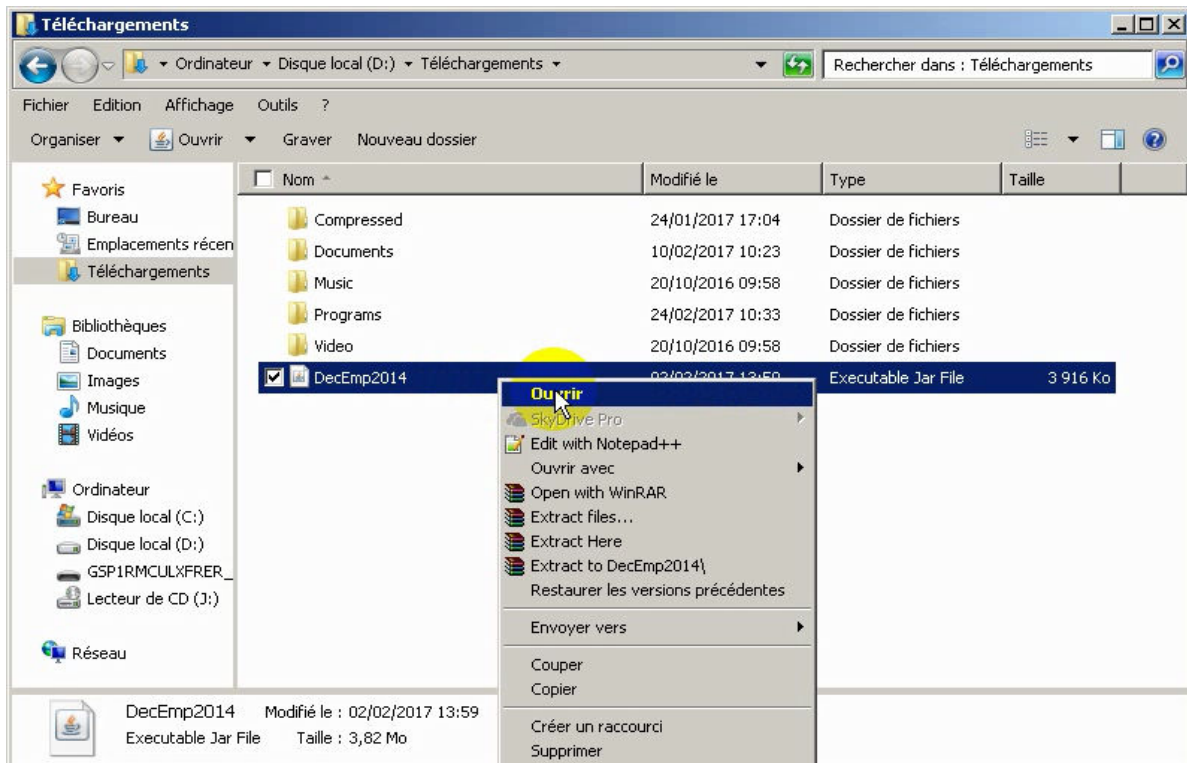 Téléchargements
Ordinateur Disque local (D:) Téléchargements
Rechercher dans : Téléchargements
Fichier Edition Affichage Outils ?
Organiser Ouvrir Graver Nouveau dossier
Nom Modifié le Type Taille
Favoris
Bureau
Emplacements récen
Téléchargements
Bibliothèques
Documents
Images
Musique
Vidéos
Ordinateur
Disque local (C:)
Disque local (D:)
GSP1RMCULXFRER_
Lecteur de CD (J:)
Réseau
Compressed 24/01/2017 17:04 Dossier de fichiers
Documents 10/02/2017 10:23 Dossier de fichiers
Music 20/10/2016 09:58 Dossier de fichiers
Programs 24/02/2017 10:33 Dossier de fichiers
Video 20/10/2016 09:58 Dossier de fichiers
DecEmp2014 02/02/2017 13:59 Executable Jar File 3 916 Ko
Ouvrir
SkyDrive Pro
Edit with Notepad++
Ouvrir avec
Open with WinRAR
Extract files...
Extract Here
Extract to DecEmp2014\
Restaurer les versions précédentes
Envoyer vers
Couper
Copier
Créer un raccourci
Supprimer
DecEmp2014 Modifié le : 02/02/2017 13:59
Executable Jar File Taille : 3,82 Mo